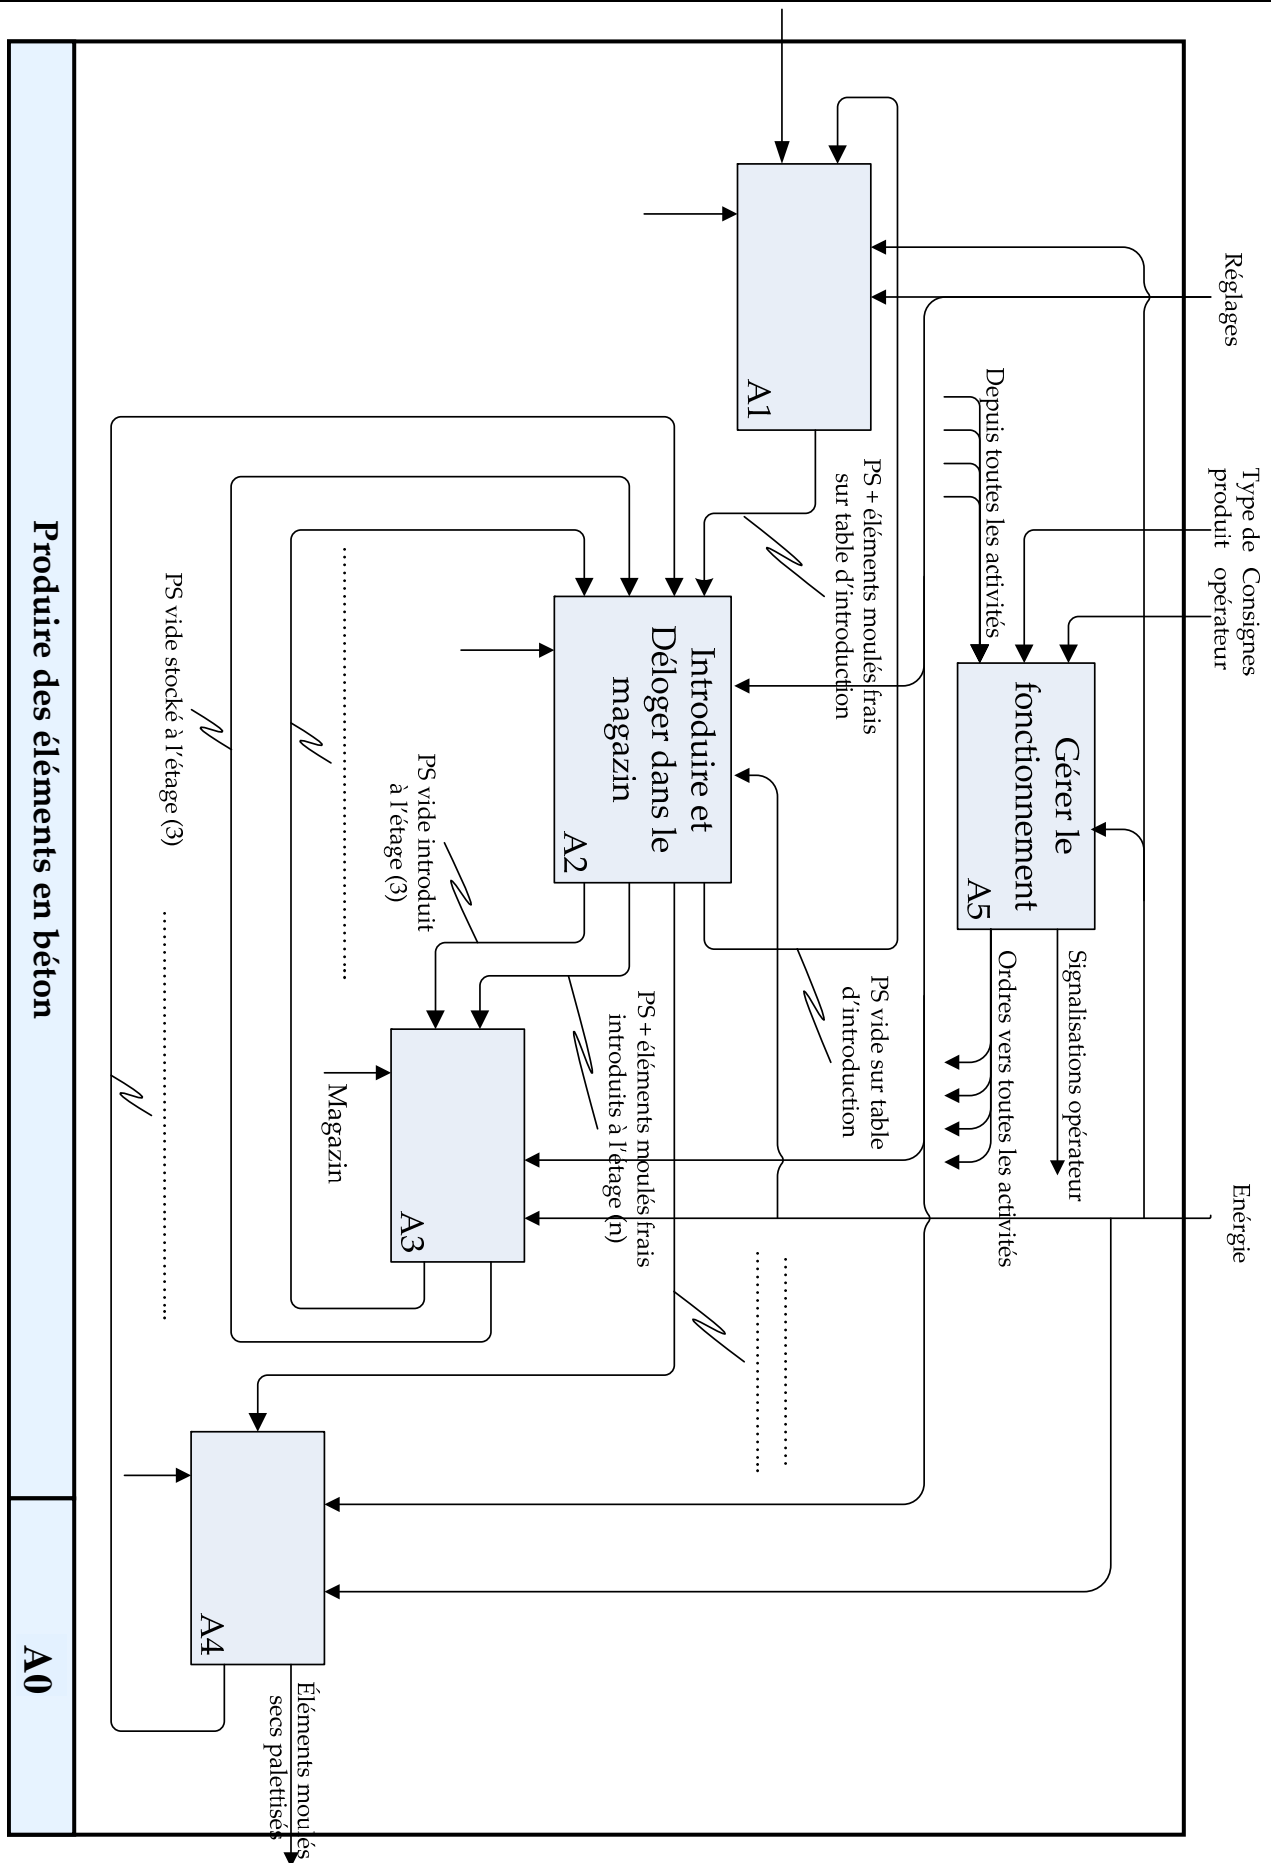 Réglages
Type de
produit
Consignes
opérateur
Enérgie
Depuis toutes les activités
Gérer le
fonctionnement
A5
Signalisations opérateur
Ordres vers toutes les activités
A1
PS + éléments moulés frais
sur table d'introduction
Introduire et
Déloger dans le
magazin
A2
PS vide sur table
d'introduction
PS + éléments moulés frais
introduits à l'étage (n)
PS vide introduit
à l'étage (3)
Magazin
A3
PS vide stocké à l'étage (3)
A4
Éléments moulés
secs palettisés
Produire des éléments en béton
A0